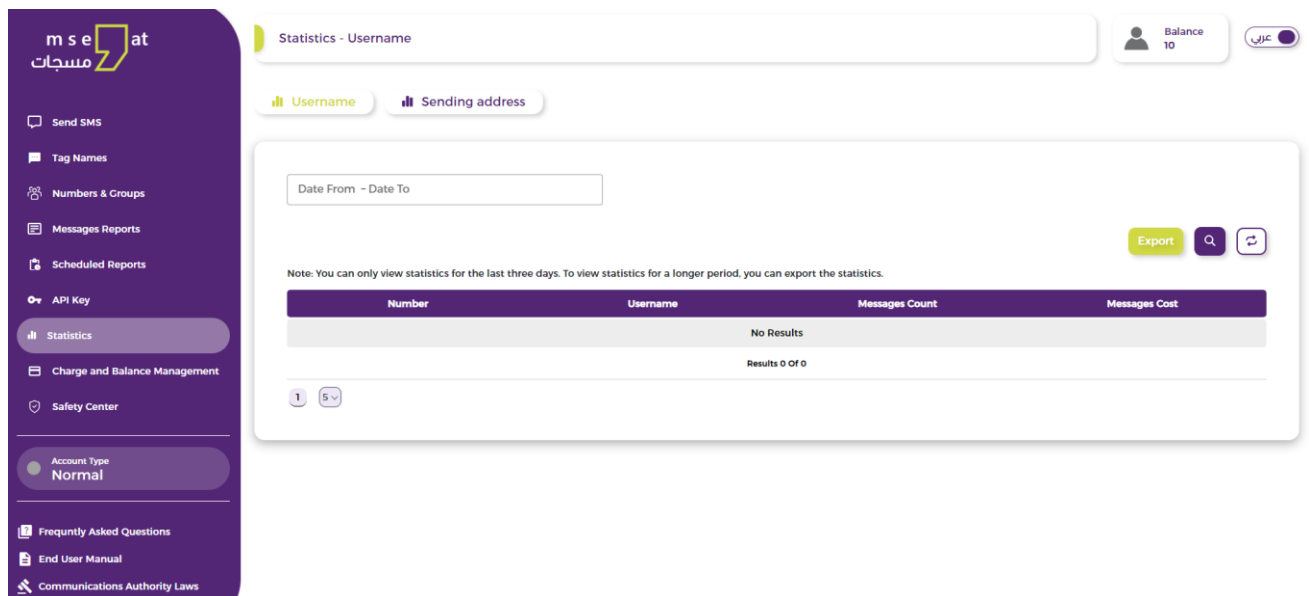 m s e g at
مسجات
Send SMS
Tag Names
Numbers & Groups
Messages Reports
Scheduled Reports
API Key
Statistics
Charge and Balance Management
Safety Center
Account Type
Normal
Frequntly Asked Questions
End User Manual
Communications Authority Laws
Statistics - Username
Balance
10
عربي
Username
Sending address
Date From - Date To
Export
Note: You can only view statistics for the last three days. To view statistics for a longer period, you can export the statistics.
Number Username Messages Count Messages Cost
No Results
Results 0 Of 0
1 5